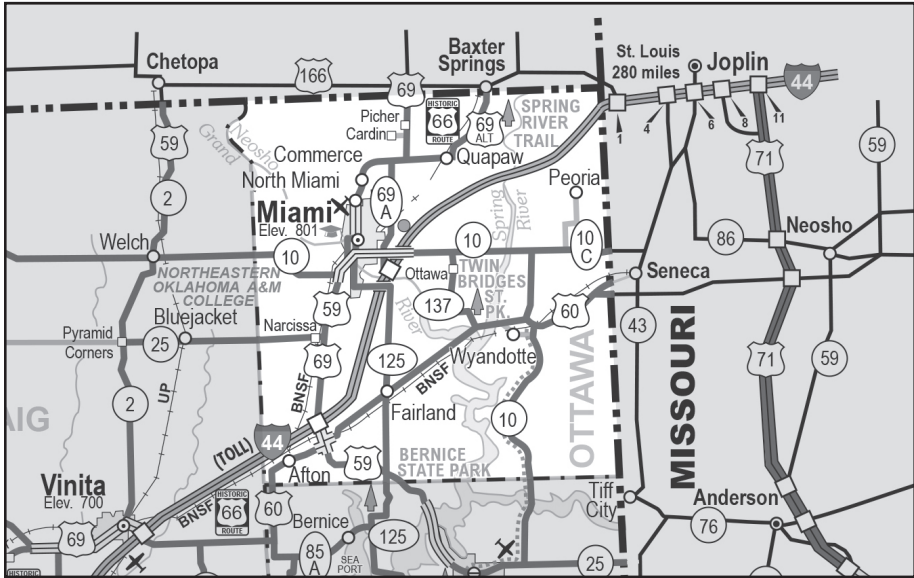 Chetopa
166
69
Baxter
Springs
St. Louis
280 miles
Joplin
44
HISTORIC
66
ROUTE
69
ALT
SPRING
RIVER
TRAIL
1
4
6
8
11
Picher
Cardin
59
Neosho
Grand
Commerce
North Miami
Quapaw
71
59
2
Miami
Elev. 801
69
A
Peoria
Spring
River
Neosho
Welch
10
10
10
C
86
NORTHEASTERN
OKLAHOMA A&M
COLLEGE
Ottawa
TWIN
BRIDGES
ST.
PK.
Seneca
59
137
60
River
43
Bluejacket
Narcissa
Pyramid
Corners
25
Wyandotte
69
125
BNSF
BNSF
71
59
MISSOURI
OTTAWA
UP
2
Fairland
10
AIG
44
(TOLL)
Afton
59
BERNICE
STATE PARK
Vinita
Elev. 700
BNSF
HISTORIC
66
ROUTE
60
Tiff
City
Anderson
69
Bernice
125
76
85
A
SEA
PORT
25
HISTORIC